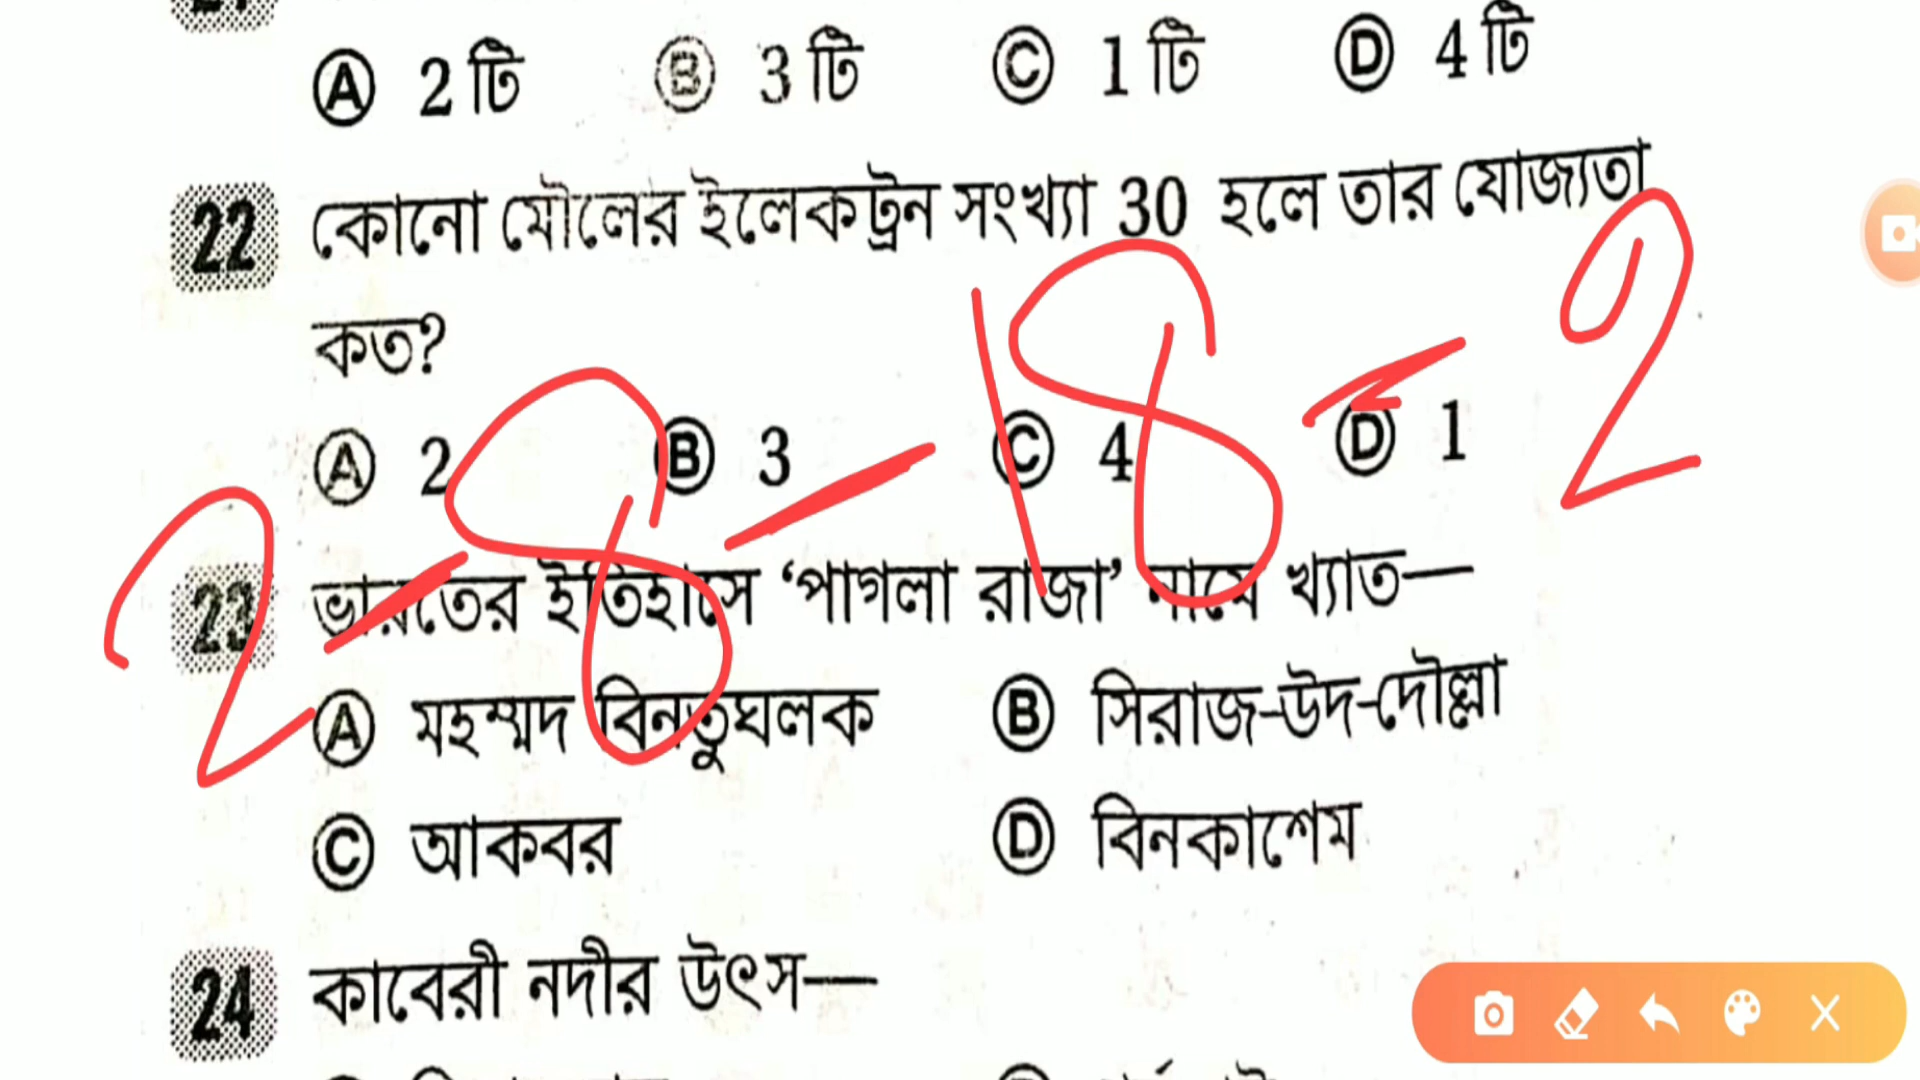 Ⓐ 2টি Ⓑ 3টি Ⓒ 1টি Ⓓ 4টি
22 কোনো মৌলের ইলেকট্রন সংখ্যা 30 হলে তার যোজ্যতা
কত?
Ⓐ 2 Ⓑ 3 Ⓒ 4 Ⓓ 1
2 - 8 - 18 - 2
23 ভারতের ইতিহাসে ‘পাগলা রাজা’ নামে খ্যাত—
Ⓐ মহম্মদ বিনতুঘলক Ⓑ সিরাজ-উদ-দৌল্লা
Ⓒ আকবর Ⓓ বিনকাশেম
24 কাবেরী নদীর উৎস—